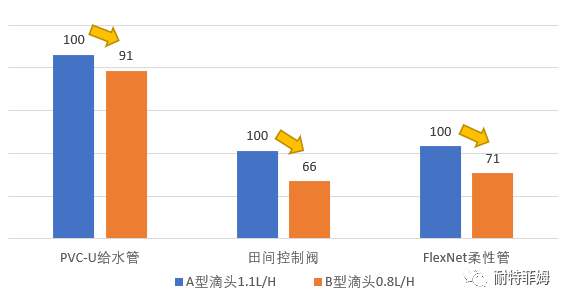 100
91
100
66
100
71
PVC-U给水管
田间控制阀
FlexNet柔性管
A型滴头1.1L/H
B型滴头0.8L/H
耐特菲姆